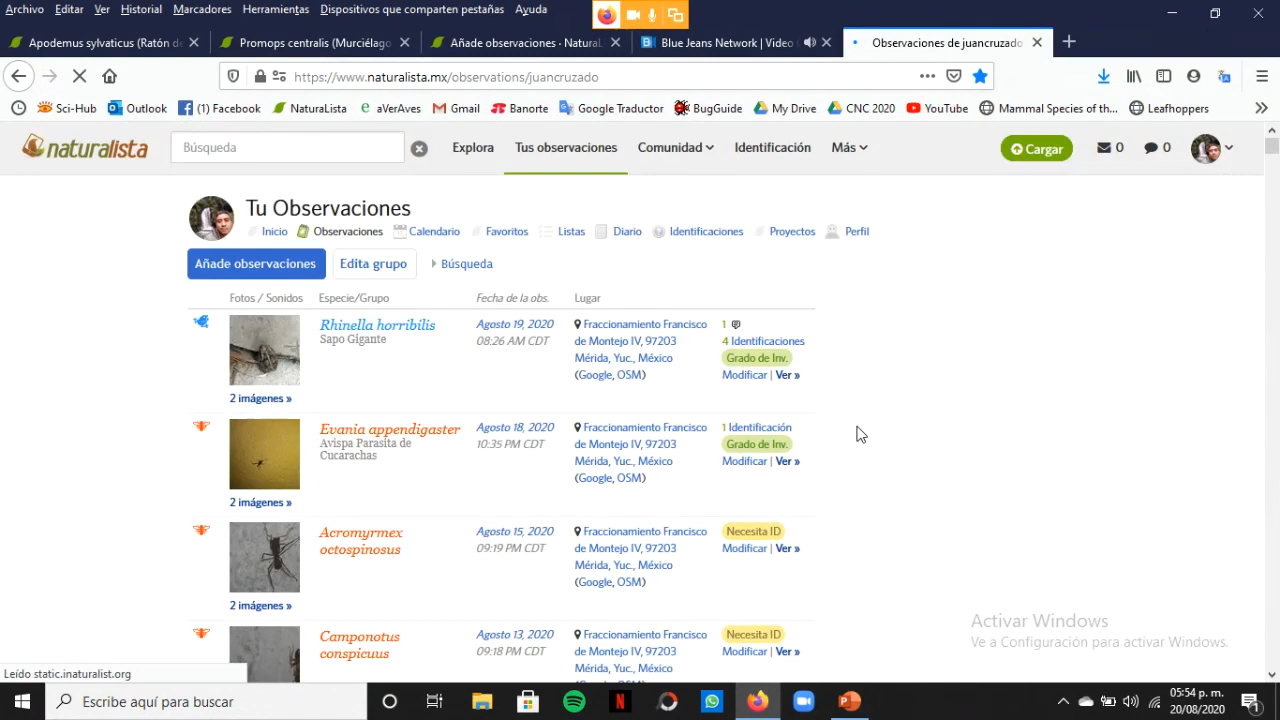 Archivo Editar Ver Historial Marcadores Herramientas Dispositivos que comparten pestañas Ayuda
Apodemus sylvaticus (Ratón de Promops centralis (Murciélago Añade observaciones - Natural Blue Jeans Network | Video Observaciones de juancruzado
https://www.naturalista.mx/observations/juancruzado
Sci-Hub Outlook (1) Facebook NaturaLista aVerAves Gmail Banorte Google Traductor BugGuide My Drive CNC 2020 YouTube Mammal Species of th... Leafhoppers
naturalista Búsqueda Explora Tus observaciones Comunidad Identificación Más Cargar 0 0
Tu Observaciones
Inicio Observaciones Calendario Favoritos Listas Diario Identificaciones Proyectos Perfil
Añade observaciones Edita grupo Búsqueda
Fotos / Sonidos Especie/Grupo Fecha de la obs. Lugar
Rhinella horribilis Agosto 19, 2020 Fraccionamiento Francisco 1
Sapo Gigante 08:26 AM CDT de Montejo IV, 97203 4 Identificaciones
Mérida, Yuc., México Grado de Inv.
(Google, OSM) Modificar | Ver »
2 imágenes »
Evania appendigaster Agosto 18, 2020 Fraccionamiento Francisco 1 Identificación
Avispa Parasita de 10:35 PM CDT de Montejo IV, 97203 Grado de Inv.
Cucarachas Mérida, Yuc., México Modificar | Ver »
(Google, OSM)
2 imágenes »
Acromyrmex Agosto 15, 2020 Fraccionamiento Francisco Necesita ID
octospinosus 09:19 PM CDT de Montejo IV, 97203 Modificar | Ver »
Mérida, Yuc., México
(Google, OSM)
2 imágenes »
Camponotus Agosto 13, 2020 Fraccionamiento Francisco Necesita ID
conspicuus 09:18 PM CDT de Montejo IV, 97203 Modificar | Ver »
Mérida, Yuc., México
Activar Windows
Ve a Configuración para activar Windows.
Leído static.inaturalist.org
Escribe aquí para buscar 05:54 p. m.
20/08/2020 1